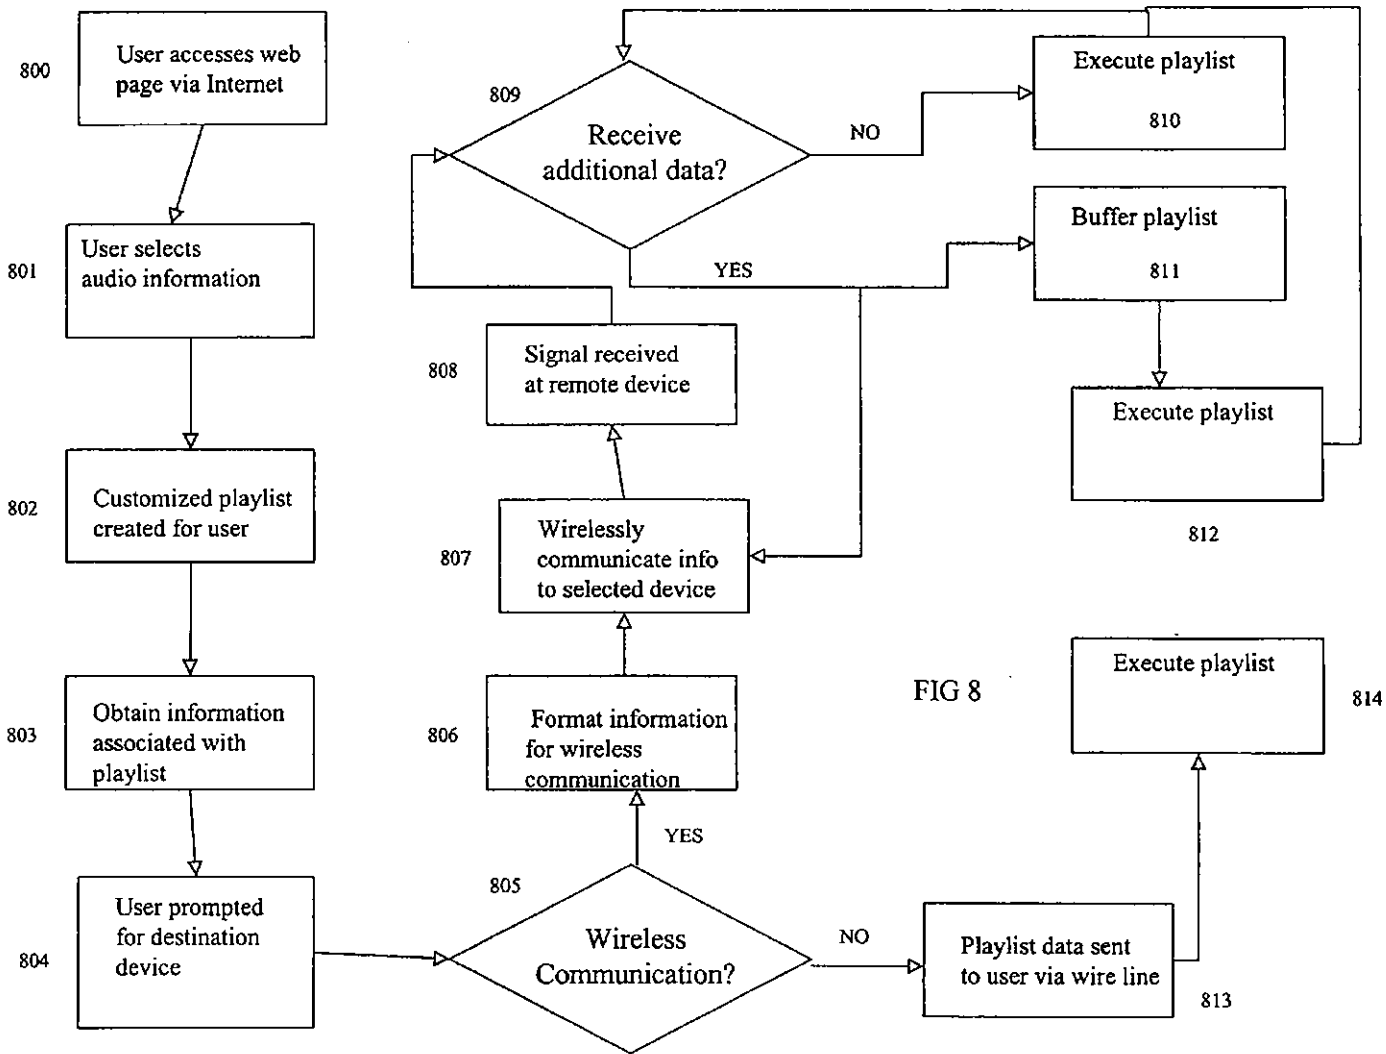 800
User accesses web
page via Internet
801
User selects
audio information
802
Customized playlist
created for user
803
Obtain information
associated with
playlist
804
User prompted
for destination
device
805
Wireless
Communication?
YES
NO
806
Format information
for wireless
communication
807
Wirelessly
communicate info
to selected device
808
Signal received
at remote device
809
Receive
additional data?
NO
YES
Execute playlist
810
Buffer playlist
811
Execute playlist
812
Playlist data sent
to user via wire line
813
Execute playlist
814
FIG 8